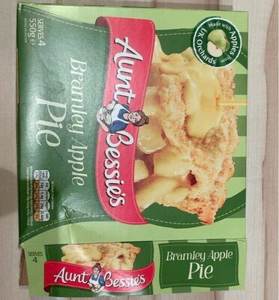 SERVES 4
550g e
Aunt
Bessie's
Bramley Apple
Pie
made with
Apples from
UK Orchards
SERVES
4
Aunt Bessie's
Bramley Apple
Pie